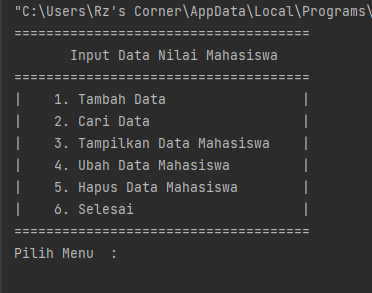 "C:\Users\Rz's Corner\AppData\Local\Programs\
=====================================
       Input Data Nilai Mahasiswa
=====================================
|    1. Tambah Data                 |
|    2. Cari Data                   |
|    3. Tampilkan Data Mahasiswa    |
|    4. Ubah Data Mahasiswa         |
|    5. Hapus Data Mahasiswa        |
|    6. Selesai                     |
=====================================
Pilih Menu  :